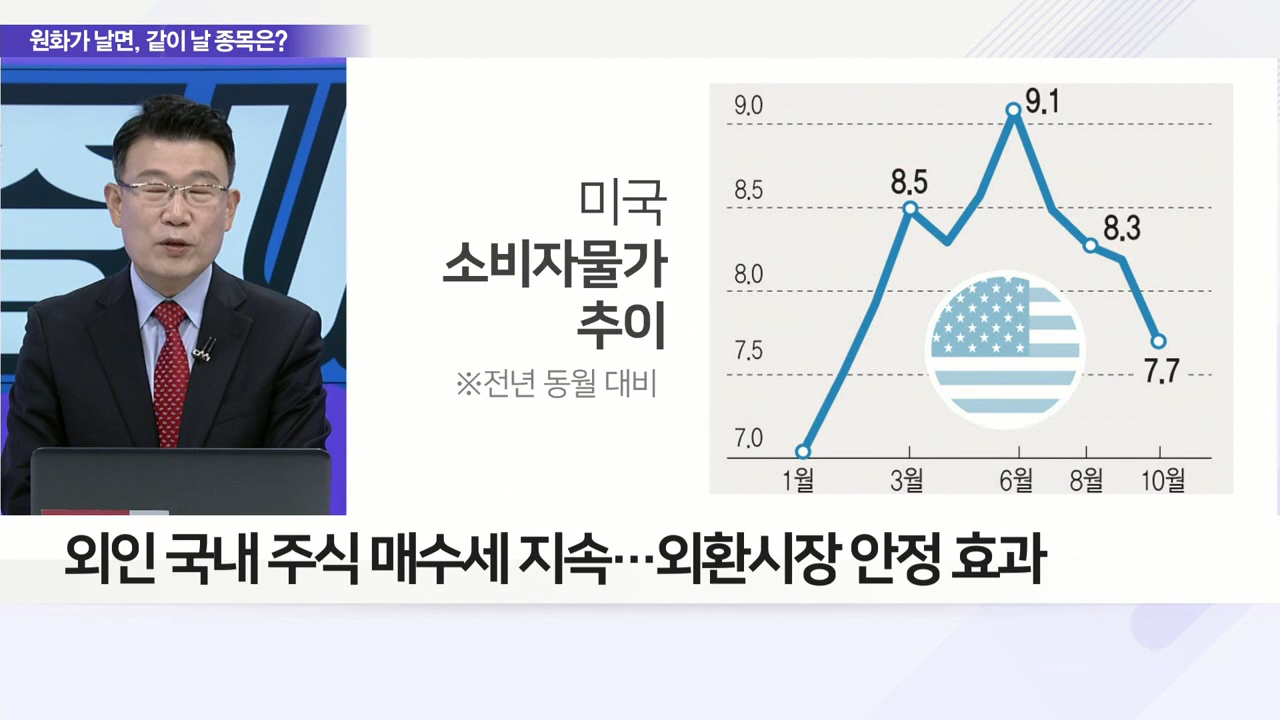 원화가 날면, 같이 날 종목은?
미국
소비자물가
추이
※전년 동월 대비
9.0
8.5
8.0
7.5
7.0
8.5
9.1
8.3
7.7
1월 3월 6월 8월 10월
외인 국내 주식 매수세 지속…외환시장 안정 효과